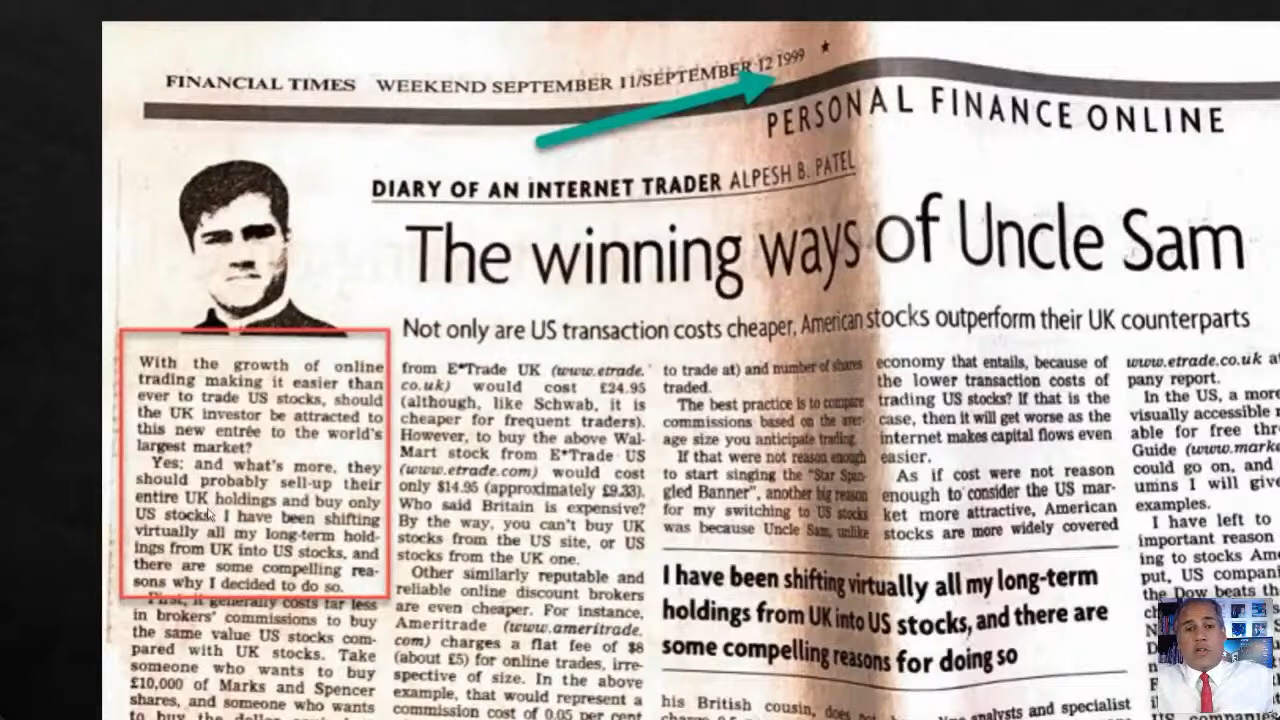 FINANCIAL TIMES WEEKEND SEPTEMBER 11/SEPTEMBER 12 1999
PERSONAL FINANCE ONLINE
DIARY OF AN INTERNET TRADER ALPESH B. PATEL
The winning ways of Uncle Sam
Not only are US transaction costs cheaper, American stocks outperform their UK counterparts
With the growth of online
trading making it easier than
ever to trade US stocks, should
the UK investor be attracted to
this new entrée to the world's
largest market?
Yes; and what's more, they
should probably sell-up their
entire UK holdings and buy only
US stocks. I have been shifting
virtually all my long-term hold-
ings from UK into US stocks, and
there are some compelling rea-
sons why I decided to do so.
First, it generally costs far less
in brokers' commissions to buy
the same value US stocks com-
pared with UK stocks. Take
someone who wants to buy
£10,000 of Marks and Spencer
shares, and someone who wants
to buy the dollar
from E*Trade UK (www.etrade.
co.uk) would cost £24.95
(although, like Schwab, it is
cheaper for frequent traders).
However, to buy the above Wal-
Mart stock from E*Trade US
(www.etrade.com) would cost
only $14.95 (approximately £9.33).
Who said Britain is expensive?
By the way, you can't buy UK
stocks from the US site, or US
stocks from the UK one.
Other similarly reputable and
reliable online discount brokers
are even cheaper. For instance,
Ameritrade (www.ameritrade.
com) charges a flat fee of $8
(about £5) for online trades, irre-
spective of size. In the above
example, that would represent a
commission cost of 0.05 per cent
to trade at) and number of shares
traded.
The best practice is to compare
commissions based on the aver-
age size you anticipate trading.
If that were not reason enough
to start singing the "Star Span-
gled Banner", another big reason
for my switching to US stocks
was because Uncle Sam, unlike
I have been shifting virtually all my long-term
holdings from UK into US stocks, and there are
some compelling reasons for doing so
his British cousin, does not
economy that entails, because of
the lower transaction costs of
trading US stocks? If that is the
case, then it will get worse as the
internet makes capital flows even
easier.
As if cost were not reason
enough to consider the US mar-
ket more attractive, American
stocks are more widely covered
analysts and specialist
www.etrade.co.uk
pany report.
In the US, a more
visually accessible
able for free
Guide (www.
could go on, and
umns I will give
examples.
I have left to
important reason
ing to stocks
put, US
the Dow beats